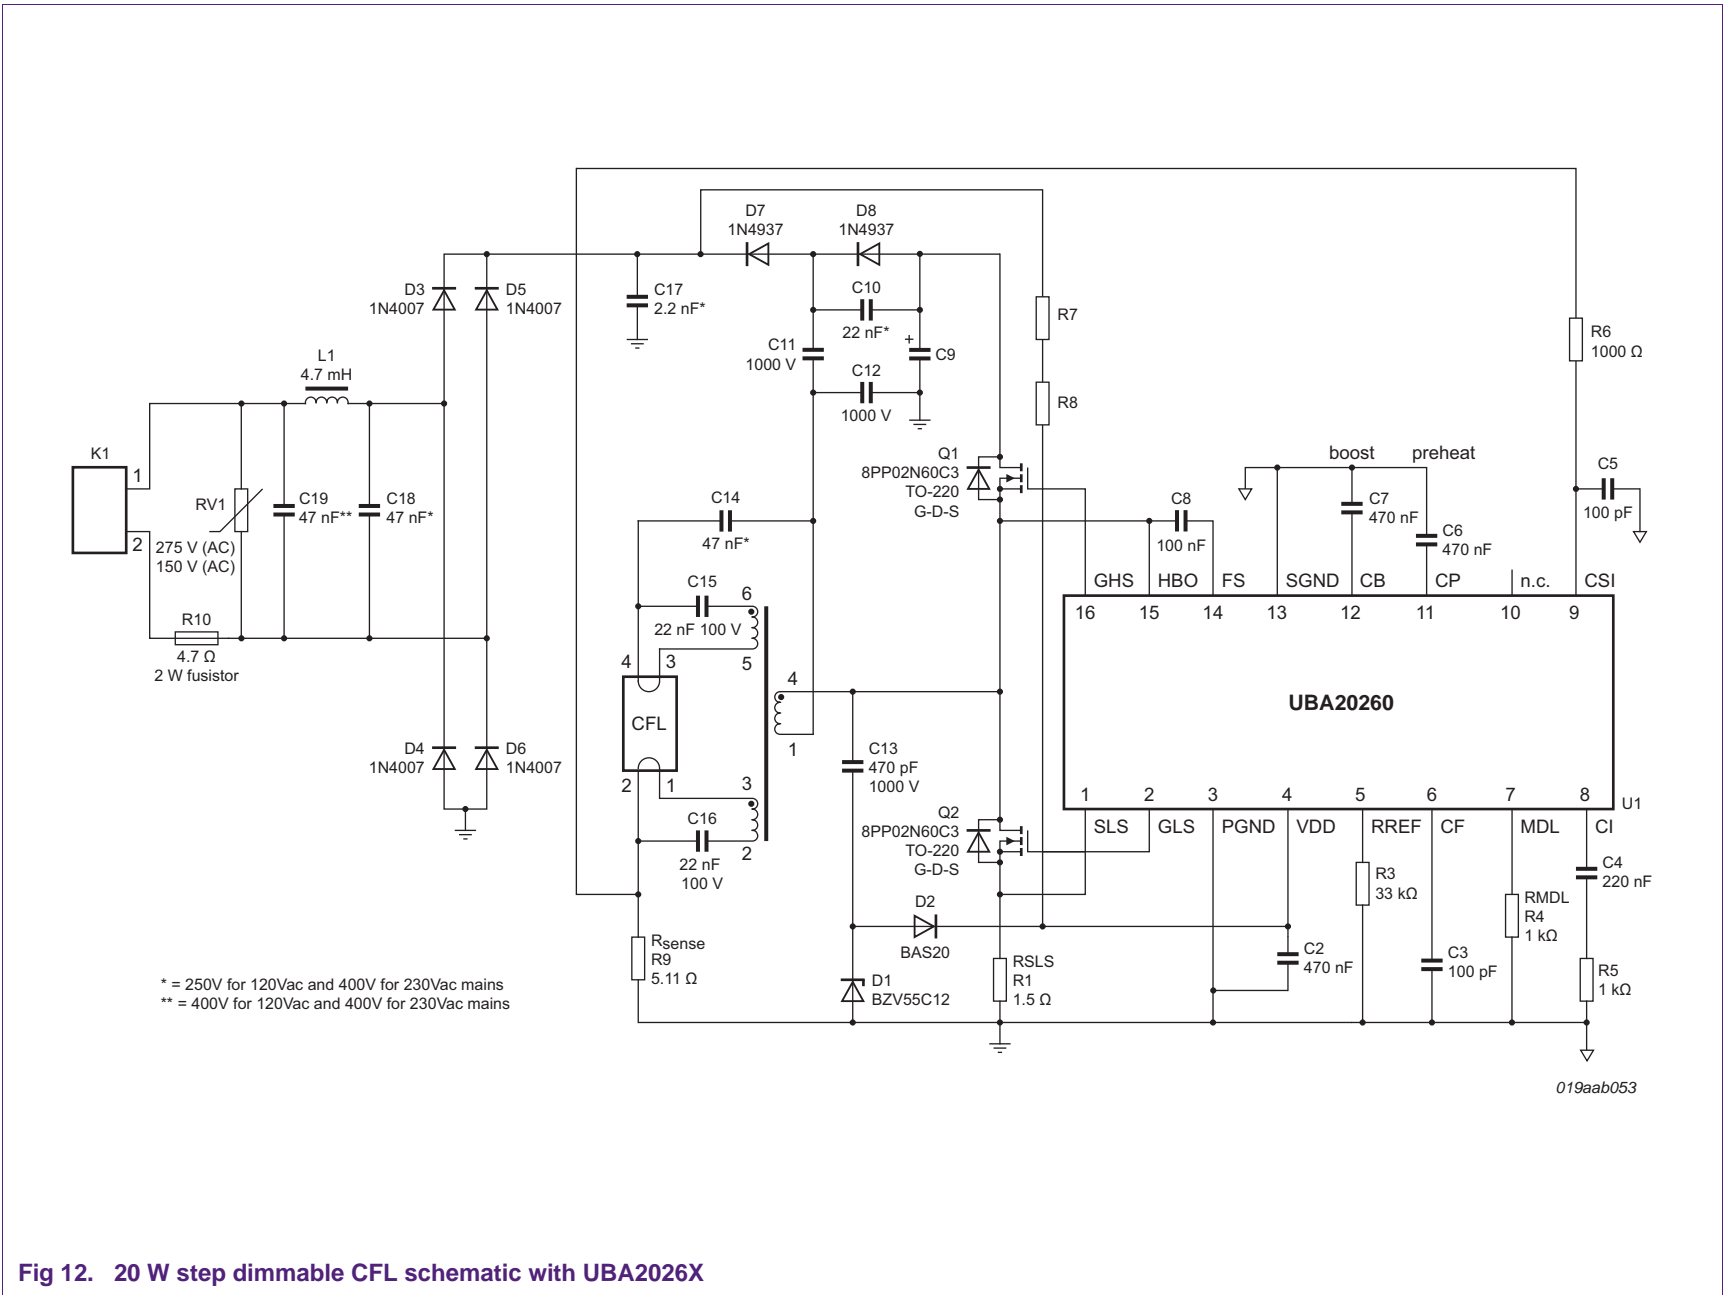 D7
1N4937
D8
1N4937
D3
1N4007
D5
1N4007
C17
2.2 nF*
C10
22 nF*
C11
1000 V
+
C9
C12
1000 V
R7
R8
R6
1000 Ω
L1
4.7 mH
K1
1
2
RV1
275 V (AC)
150 V (AC)
C19
47 nF**
C18
47 nF*
R10
4.7 Ω
2 W fusistor
Q1
8PP02N60C3
TO-220
G-D-S
C14
47 nF*
C8
100 nF
boost
preheat
C7
470 nF
C6
470 nF
C5
100 pF
GHS
HBO
FS
SGND
CB
CP
n.c.
CSI
16
15
14
13
12
11
10
9
C15
22 nF 100 V
6
5
4
3
CFL
2
1
4
1
3
2
C16
22 nF
100 V
UBA20260
D4
1N4007
D6
1N4007
C13
470 pF
1000 V
Q2
8PP02N60C3
TO-220
G-D-S
1
2
3
4
5
6
7
8
U1
SLS
GLS
PGND
VDD
RREF
CF
MDL
CI
R3
33 kΩ
C4
220 nF
RMDL
R4
1 kΩ
D2
BAS20
Rsense
R9
5.11 Ω
D1
BZV55C12
RSLS
R1
1.5 Ω
C2
470 nF
C3
100 pF
R5
1 kΩ
* = 250V for 120Vac and 400V for 230Vac mains
** = 400V for 120Vac and 400V for 230Vac mains
019aab053
Fig 12. 20 W step dimmable CFL schematic with UBA2026X